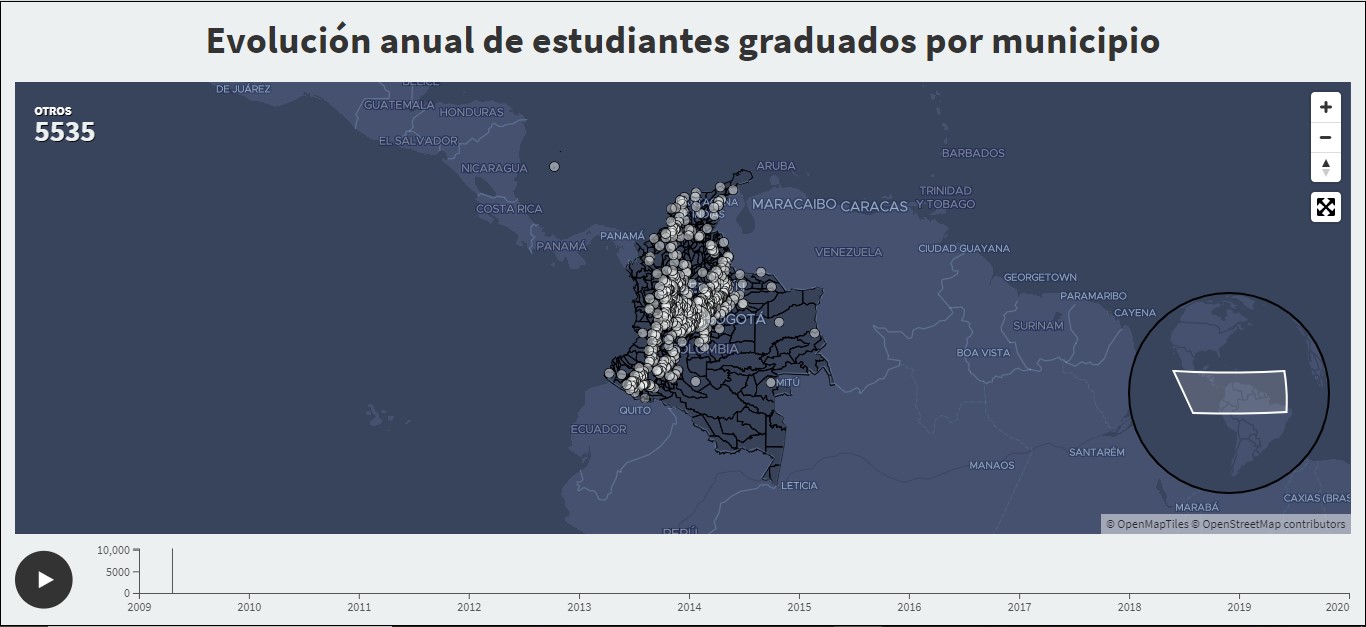 Evolución anual de estudiantes graduados por municipio
DE JUÁREZ
BELICE
OTROS
5535
GUATEMALA
HONDURAS
EL SALVADOR
NICARAGUA
COSTA RICA
PANAMÁ
PANAMÁ
ARUBA
BARBADOS
MARACAIBO
CARACAS
TRINIDAD
Y TOBAGO
VENEZUELA
CIUDAD GUAYANA
GEORGETOWN
PARAMARIBO
CAYENA
SURINAM
OGOTÁ
OLOMBIA
BOA VISTA
MITÚ
QUITO
ECUADOR
MANAOS
SANTARÉM
LETICIA
CAXIAS (BRAS
MARABÁ
PERÚ
© OpenMapTiles © OpenStreetMap contributors
10,000
5000
0
2009 2010 2011 2012 2013 2014 2015 2016 2017 2018 2019 2020